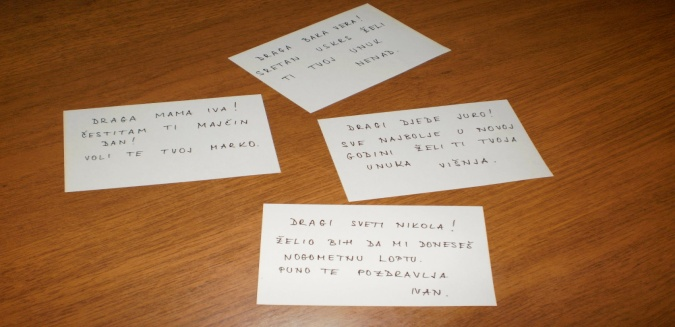 DRAGA BAKA VERA!
SRETAN USKRS ŽELI
TI TVOJ UNUK
NENAD.
DRAGA MAMA IVA!
ČESTITAM TI MAJČIN
DAN!
VOLI TE TVOJ MARKO.
DRAGI DJEDE JURO!
SVE NAJBOLJE U NOVOJ
GODINI ŽELI TI TVOJA
UNUKA VIŠNJA.
DRAGI SVETI NIKOLA!
ŽELIO BIH DA MI DONESEŠ
NOGOMETNU LOPTU.
PUNO TE POZDRAVLJA
IVAN.